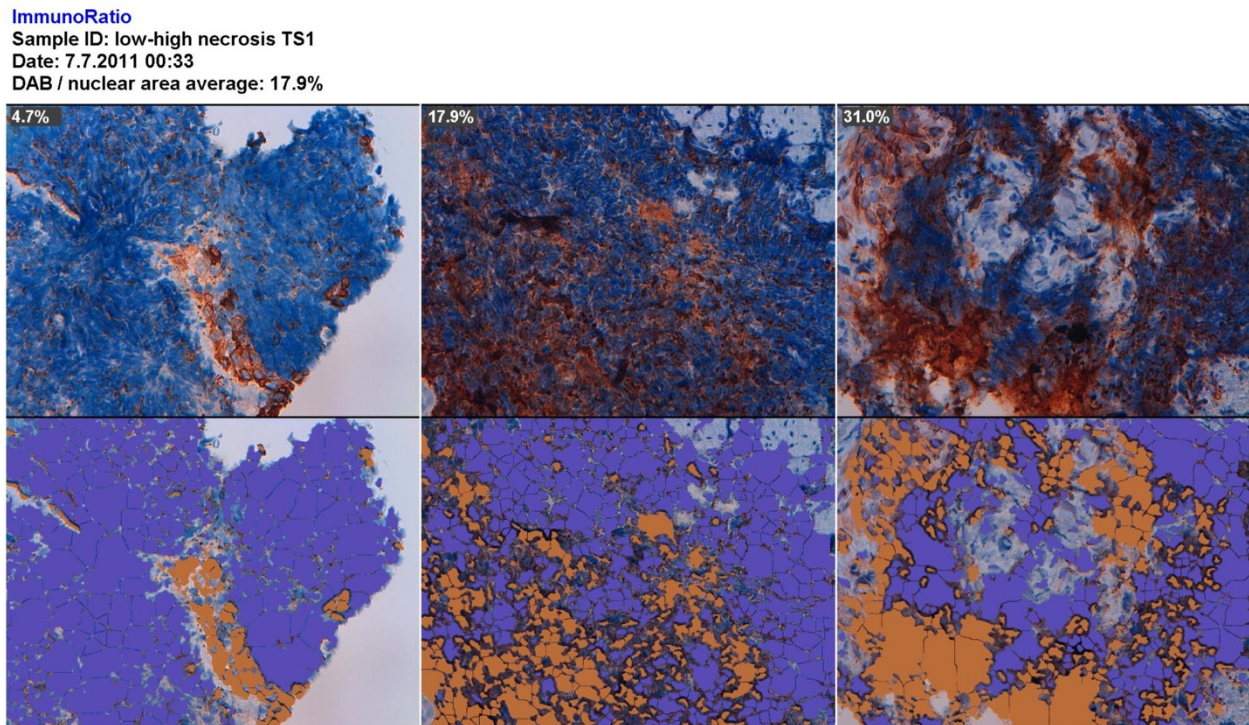 ImmunoRatio
Sample ID: low-high necrosis TS1
Date: 7.7.2011 00:33
DAB / nuclear area average: 17.9%
4.7%
17.9%
31.0%